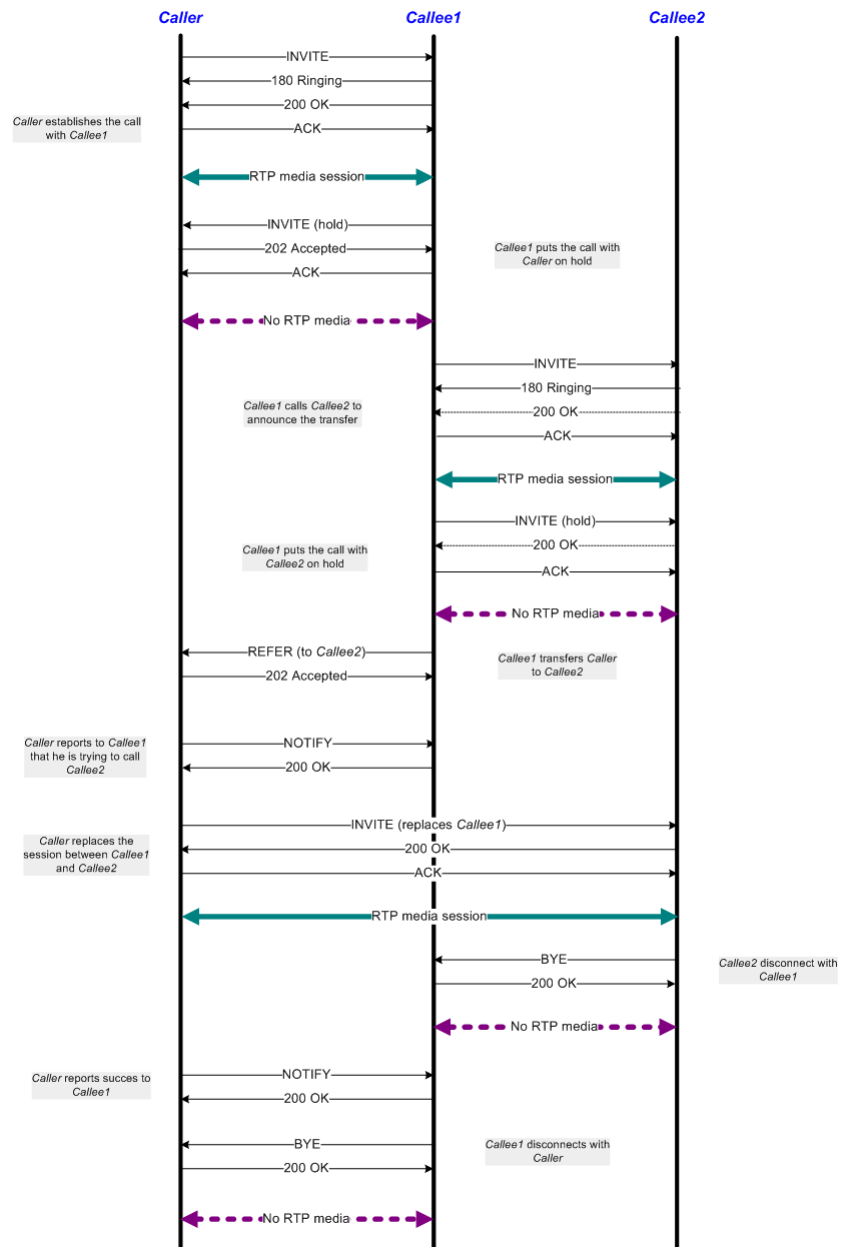 Caller Callee1 Callee2
INVITE
180 Ringing
200 OK
Caller establishes the call
with Callee1
ACK
RTP media session
INVITE (hold)
202 Accepted
Callee1 puts the call with
Caller on hold
ACK
No RTP media
INVITE
180 Ringing
Callee1 calls Callee2 to
announce the transfer
200 OK
ACK
RTP media session
INVITE (hold)
200 OK
Callee1 puts the call with
Callee2 on hold
ACK
No RTP media
REFER (to Callee2)
Callee1 transfers Caller
to Callee2
202 Accepted
NOTIFY
Caller reports to Callee1
that he is trying to call
Callee2
200 OK
INVITE (replaces Callee1)
Caller replaces the
session between Callee1
and Callee2
200 OK
ACK
RTP media session
BYE
Callee2 disconnect with
Callee1
200 OK
No RTP media
NOTIFY
Caller reports succes to
Callee1
200 OK
BYE
Callee1 disconnects with
Caller
200 OK
No RTP media